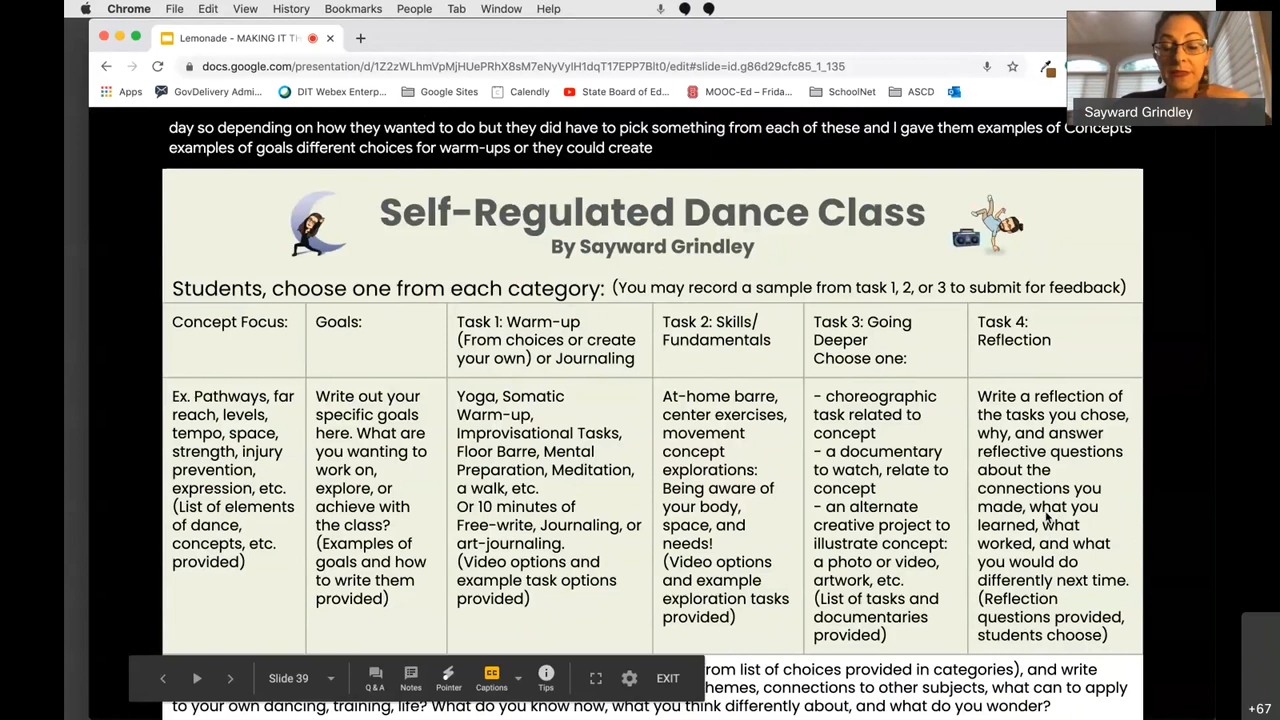 Chrome File Edit View History Bookmarks People Tab Window Help
Lemonade - MAKING IT T
docs.google.com/presentation/d/1Z2zWLhmVpMjHUePRhX8sM7eNyVyIH1dqT17EPP7Blt0/edit#slide=id.g86d29cfc85_1_135
Apps GovDelivery Admi... DIT Webex Enterpr... Google Sites Calendly State Board of Ed... MOOC-Ed – Frida... SchoolNet ASCD
Sayward Grindley
day so depending on how they wanted to do but they did have to pick something from each of these and I gave them examples of Concepts
examples of goals different choices for warm-ups or they could create
Self-Regulated Dance Class
By Sayward Grindley
Students, choose one from each category: (You may record a sample from task 1, 2, or 3 to submit for feedback)
Concept Focus:
Goals:
Task 1: Warm-up
(From choices or create
your own) or Journaling
Task 2: Skills/
Fundamentals
Task 3: Going
Deeper
Choose one:
Task 4:
Reflection
Ex. Pathways, far
reach, levels,
tempo, space,
strength, injury
prevention,
expression, etc.
(List of elements
of dance,
concepts, etc.
provided)
Write out your
specific goals
here. What are
you wanting to
work on,
explore, or
achieve with
the class?
(Examples of
goals and how
to write them
provided)
Yoga, Somatic
Warm-up,
Improvisational Tasks,
Floor Barre, Mental
Preparation, Meditation,
a walk, etc.
Or 10 minutes of
Free-write, Journaling, or
art-journaling.
(Video options and
example task options
provided)
At-home barre,
center exercises,
movement
concept
explorations:
Being aware of
your body,
space, and
needs!
(Video options
and example
exploration tasks
provided)
- choreographic
task related to
concept
- a documentary
to watch, relate to
concept
- an alternate
creative project to
illustrate concept:
a photo or video,
artwork, etc.
(List of tasks and
documentaries
provided)
Write a reflection of
the tasks you chose,
why, and answer
reflective questions
about the
connections you
made, what you
learned, what
worked, and what
you would do
differently next time.
(Reflection
questions provided,
students choose)
rom list of choices provided in categories), and write
hemes, connections to other subjects, what can to apply
to your own dancing, training, life? What do you know now, what you think differently about, and what do you wonder?
Slide 39 Q & A Notes Pointer Captions Tips EXIT
+67